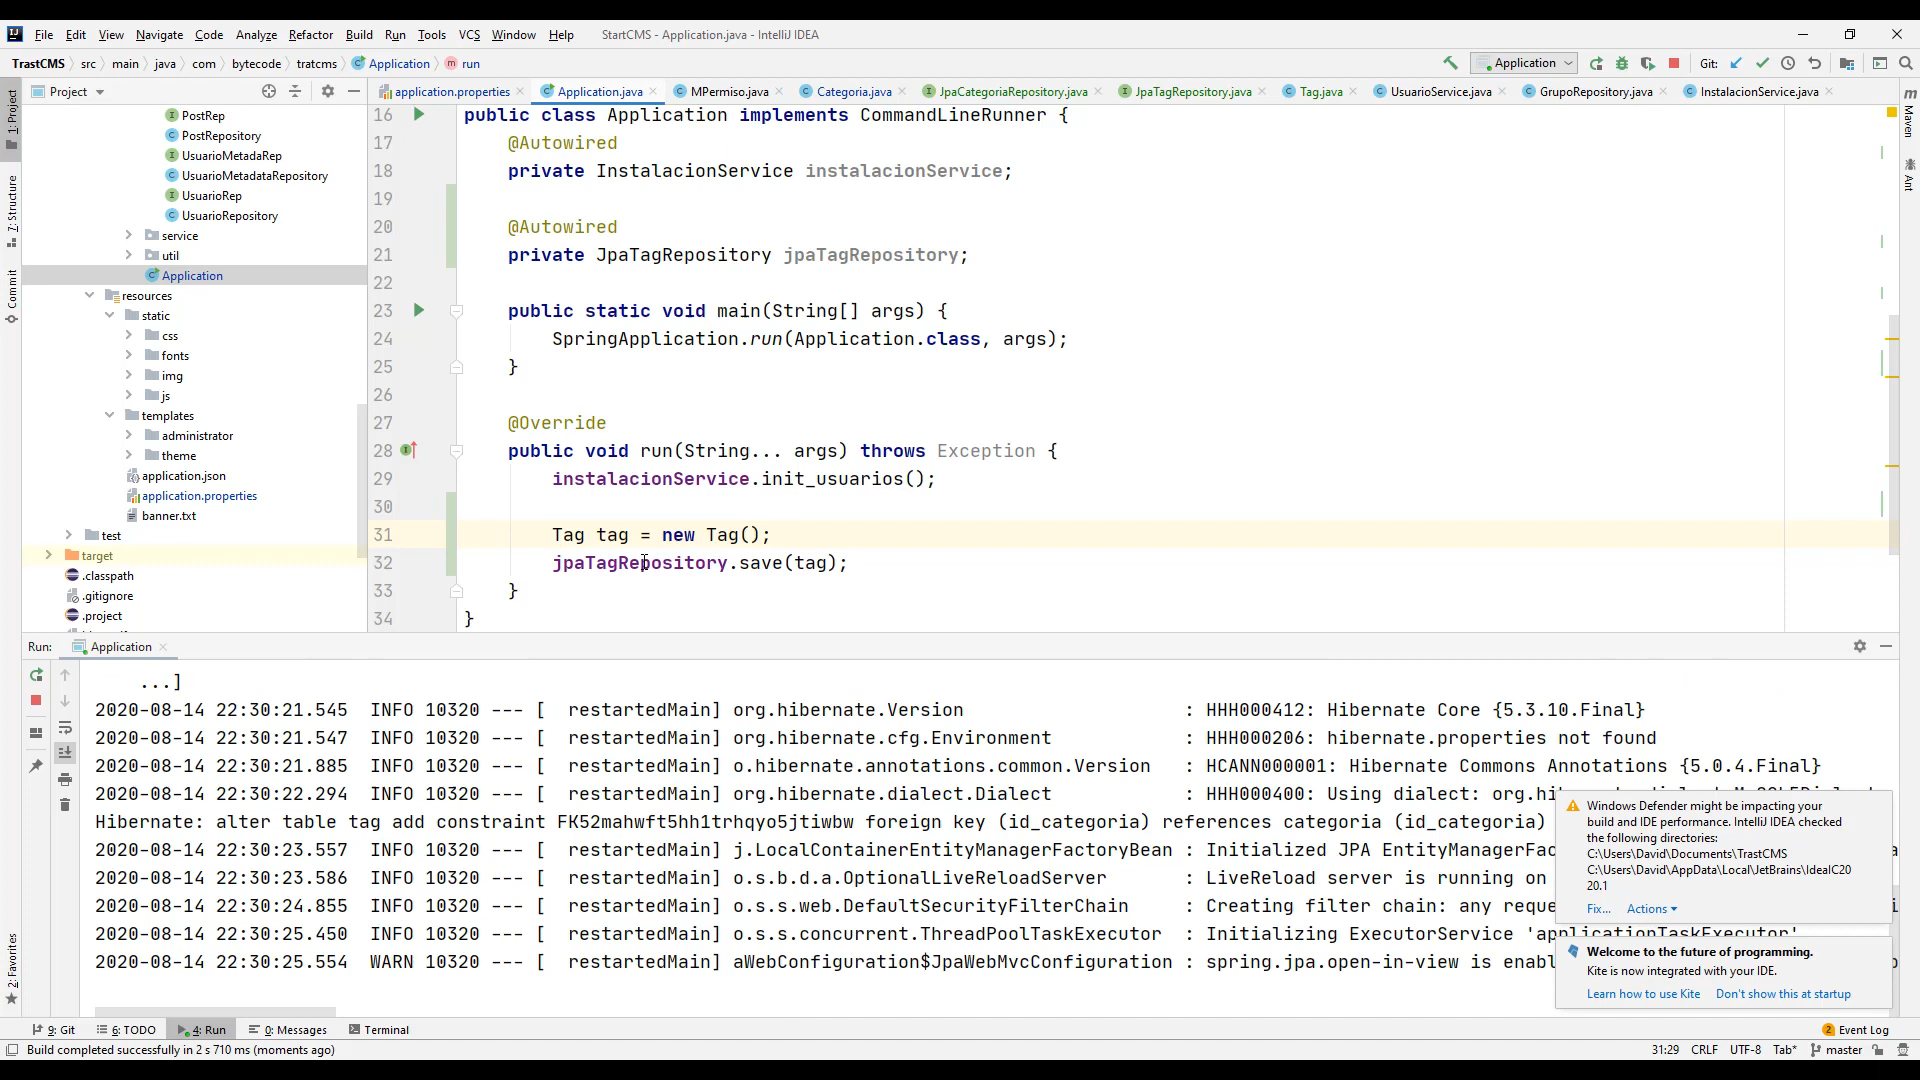 File Edit View Navigate Code Analyze Refactor Build Run Tools VCS Window Help StartCMS - Application.java - IntelliJ IDEA
TrastCMS src main java com bytecode tratcms Application run Application Git:
Project
application.properties Application.java MPermiso.java Categoria.java JpaCategoriaRepository.java JpaTagRepository.java Tag.java UsuarioService.java GrupoRepository.java InstalacionService.java
1: Project
7: Structure
Commit
2: Favorites
Maven
Ant
PostRep
PostRepository
UsuarioMetadaRep
UsuarioMetadataRepository
UsuarioRep
UsuarioRepository
service
util
Application
resources
static
css
fonts
img
js
templates
administrator
theme
application.json
application.properties
banner.txt
test
target
.classpath
.gitignore
.project
16 public class Application implements CommandLineRunner {
17 @Autowired
18 private InstalacionService instalacionService;
19
20 @Autowired
21 private JpaTagRepository jpaTagRepository;
22
23 public static void main(String[] args) {
24 SpringApplication.run(Application.class, args);
25 }
26
27 @Override
28 public void run(String... args) throws Exception {
29 instalacionService.init_usuarios();
30
31 Tag tag = new Tag();
32 jpaTagRepository.save(tag);
33 }
34 }
Run: Application
...]
2020-08-14 22:30:21.545 INFO 10320 --- [ restartedMain] org.hibernate.Version : HHH000412: Hibernate Core {5.3.10.Final}
2020-08-14 22:30:21.547 INFO 10320 --- [ restartedMain] org.hibernate.cfg.Environment : HHH000206: hibernate.properties not found
2020-08-14 22:30:21.885 INFO 10320 --- [ restartedMain] o.hibernate.annotations.common.Version : HCANN000001: Hibernate Commons Annotations {5.0.4.Final}
2020-08-14 22:30:22.294 INFO 10320 --- [ restartedMain] org.hibernate.dialect.Dialect : HHH000400: Using dialect:
Hibernate: alter table tag add constraint FK52mahwft5hh1trhqyo5jtiwbw foreign key (id_categoria) references categoria (id_categoria)
2020-08-14 22:30:23.557 INFO 10320 --- [ restartedMain] j.LocalContainerEntityManagerFactoryBean : Initialized JPA EntityManagerFac
2020-08-14 22:30:23.586 INFO 10320 --- [ restartedMain] o.s.b.d.a.OptionalLiveReloadServer : LiveReload server is running on
2020-08-14 22:30:24.855 INFO 10320 --- [ restartedMain] o.s.s.web.DefaultSecurityFilterChain : Creating filter chain: any reque
2020-08-14 22:30:25.450 INFO 10320 --- [ restartedMain] o.s.s.concurrent.ThreadPoolTaskExecutor : Initializing ExecutorService 'applicationTaskExecutor'
2020-08-14 22:30:25.554 WARN 10320 --- [ restartedMain] aWebConfiguration$JpaWebMvcConfiguration : spring.jpa.open-in-view is enabl
Windows Defender might be impacting your
build and IDE performance. IntelliJ IDEA checked
the following directories:
C:\Users\David\Documents\TrastCMS
C:\Users\David\AppData\Local\JetBrains\IdeaIC20
20.1
Fix... Actions
Welcome to the future of programming.
Kite is now integrated with your IDE.
Learn how to use Kite Don't show this at startup
9: Git 6: TODO 4: Run 0: Messages Terminal 2 Event Log
Build completed successfully in 2 s 710 ms (moments ago) 31:29 CRLF UTF-8 Tab* master